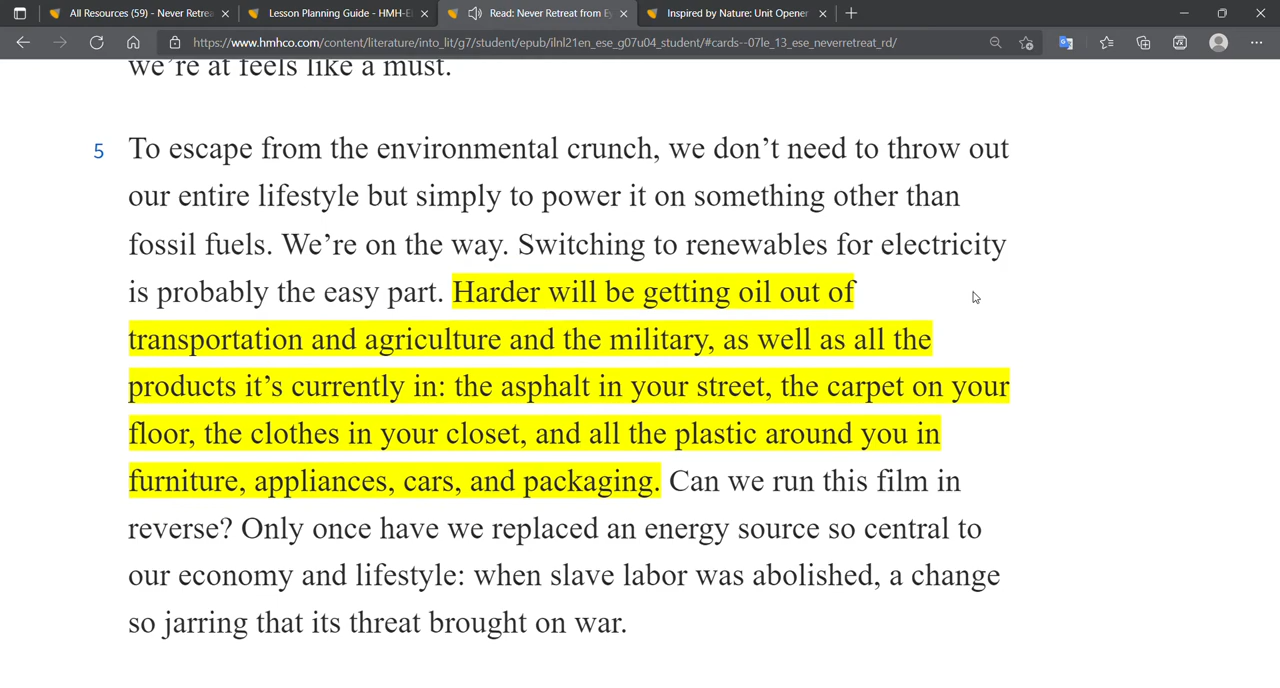 All Resources (59) - Never Retrea
Lesson Planning Guide - HMH-E
Read: Never Retreat from Ey
Inspired by Nature: Unit Opener
https://www.hmhco.com/content/literature/into_lit/g7/student/epub/ilnl21en_ese_g07u04_student/#cards--07le_13_ese_neverretreat_rd/
we’re at feels like a must.
5 To escape from the environmental crunch, we don’t need to throw out
our entire lifestyle but simply to power it on something other than
fossil fuels. We’re on the way. Switching to renewables for electricity
is probably the easy part. Harder will be getting oil out of
transportation and agriculture and the military, as well as all the
products it’s currently in: the asphalt in your street, the carpet on your
floor, the clothes in your closet, and all the plastic around you in
furniture, appliances, cars, and packaging. Can we run this film in
reverse? Only once have we replaced an energy source so central to
our economy and lifestyle: when slave labor was abolished, a change
so jarring that its threat brought on war.